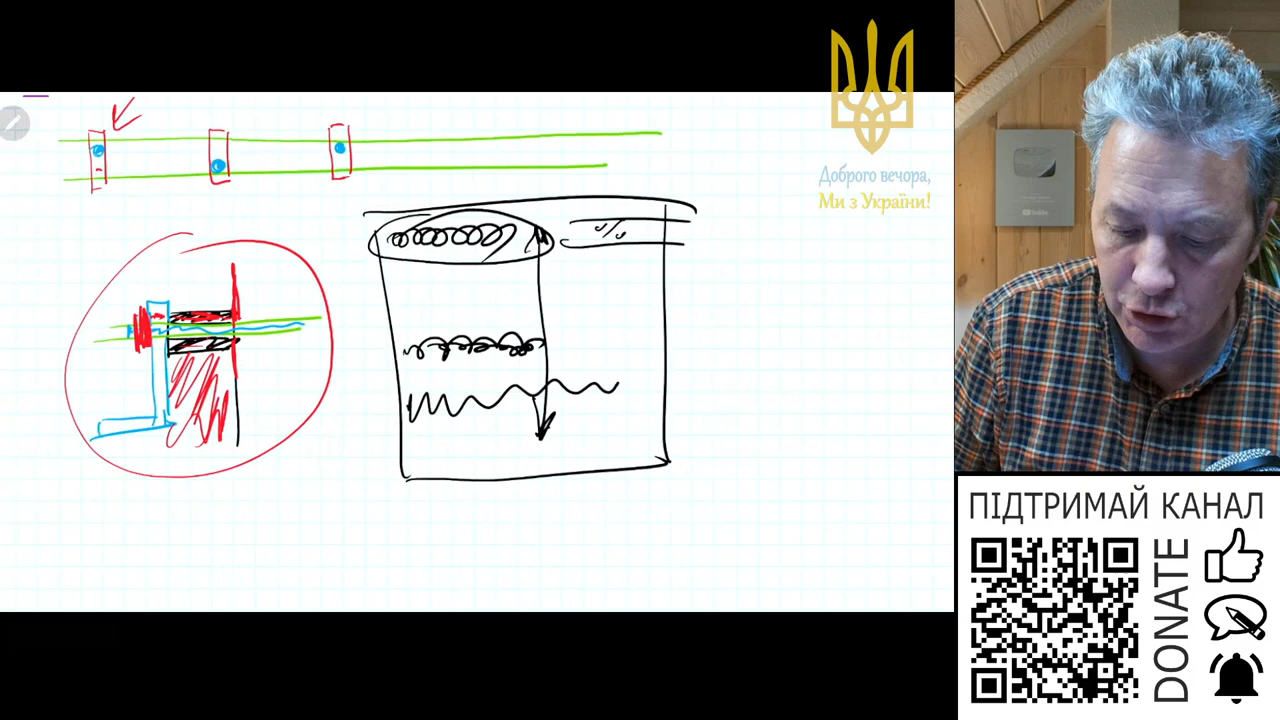 Доброго вечора,
Ми з України!
ПІДТРИМАЙ КАНАЛ
DONATE